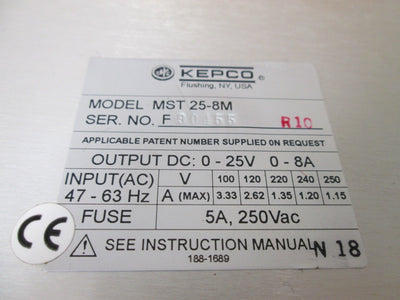 KEPCO ®
Flushing, NY, USA
MODEL MST 25-8M
SER. NO. F 90455 R10
APPLICABLE PATENT NUMBER SUPPLIED 0N REQUEST
OUTPUT DC: 0 - 25V 0 - 8A
INPUT(AC) V 100 120 220 240 250
47 - 63 Hz A (MAX) 3.33 2.62 1.35 1.20 1.15
FUSE 5A, 250Vac
CE
SEE INSTRUCTION MANUAL N 18
188-1689